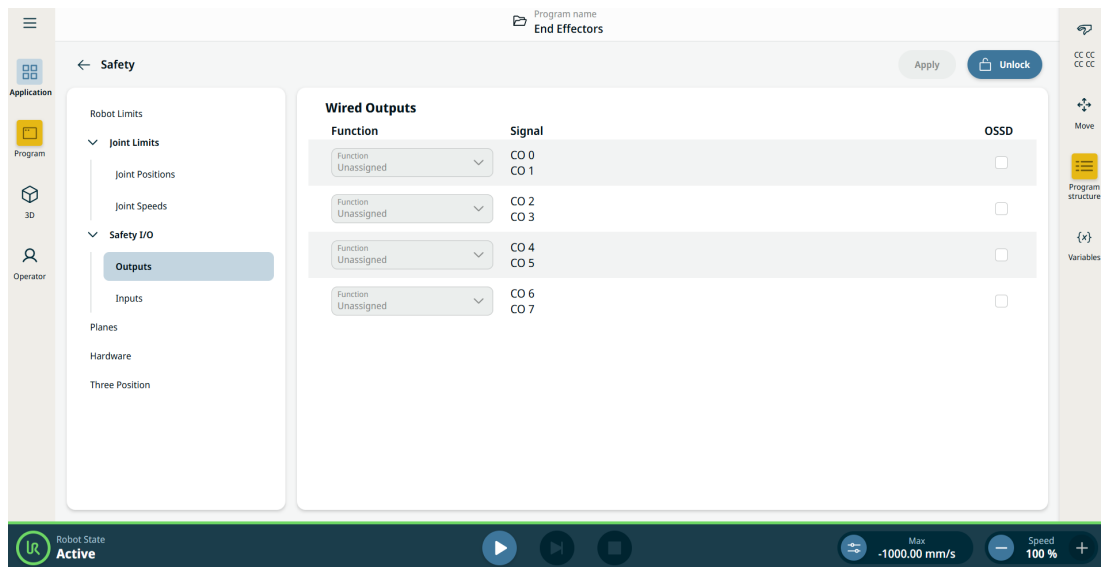 Program name
End Effectors
Application
Program
3D
Operator
Safety
Apply
Unlock
Robot Limits
Joint Limits
Joint Positions
Joint Speeds
Safety I/O
Outputs
Inputs
Planes
Hardware
Three Position
Wired Outputs
Function
Signal
OSSD
Function
Unassigned
CO 0
CO 1
Function
Unassigned
CO 2
CO 3
Function
Unassigned
CO 4
CO 5
Function
Unassigned
CO 6
CO 7
CC CC
CC CC
Move
Program
structure
{x}
Variables
UR
Robot State
Active
Max
-1000.00 mm/s
Speed
100 %